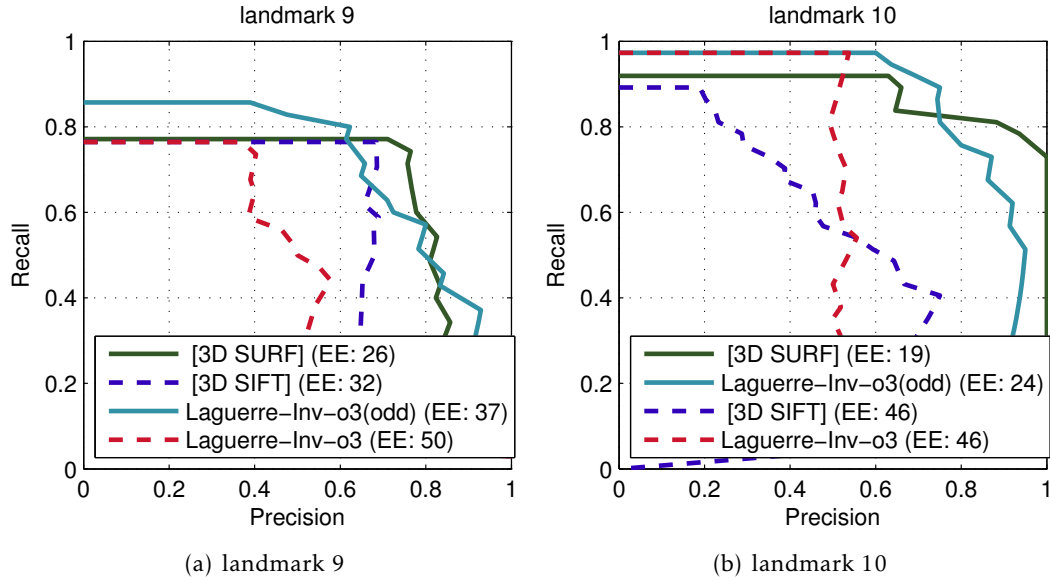 landmark 9
1
0.8
0.6
0.4
0.2
0
Recall
[3D SURF] (EE: 26)
[3D SIFT] (EE: 32)
Laguerre−Inv−o3(odd) (EE: 37)
Laguerre−Inv−o3 (EE: 50)
0 0.2 0.4 0.6 0.8 1
Precision
(a) landmark 9
landmark 10
1
0.8
0.6
0.4
0.2
0
Recall
[3D SURF] (EE: 19)
Laguerre−Inv−o3(odd) (EE: 24)
[3D SIFT] (EE: 46)
Laguerre−Inv−o3 (EE: 46)
0 0.2 0.4 0.6 0.8 1
Precision
(b) landmark 10